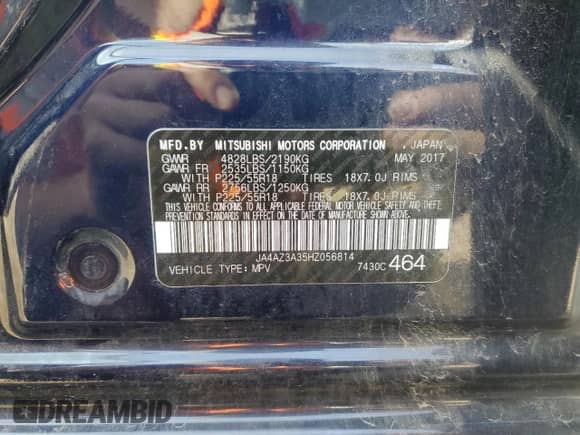 MFD.BY MITSUBISHI MOTORS CORPORATION , JAPAN
GVWR 4828LBS/2190KG MAY 2017
GAWR FR 2535LBS/1150KG
WITH P225/55R18 TIRES 18X7.0J RIMS
GAWR RR 2756LBS/1250KG
WITH P225/55R18 TIRES 18X7.0J RIMS
THIS VEHICLE CONFORMS TO ALL APPLICABLE FEDERAL MOTOR VEHICLE SAFETY, BUMPER, AND THEFT
PREVENTION STANDARDS IN EFFECT ON THE DATE OF MANUFACTURE SHOWN ABOVE.
JA4AZ3A35HZ056814
VEHICLE TYPE: MPV 7430C 464
DREAMBID